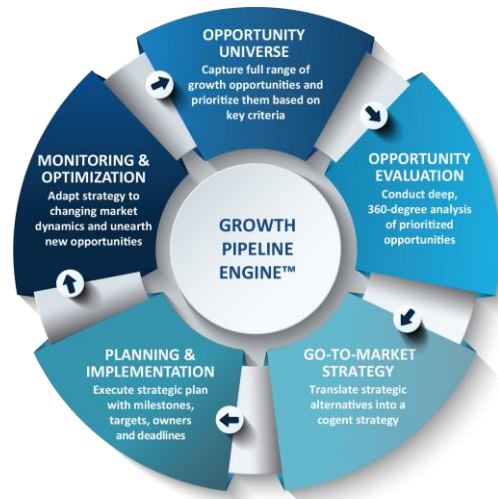 OPPORTUNITY
UNIVERSE
Capture full range of
growth opportunities and
prioritize them based on
key criteria
OPPORTUNITY
EVALUATION
Conduct deep,
360-degree analysis
of prioritized
opportunities
GO-TO-MARKET
STRATEGY
Translate strategic
alternatives into a
cogent strategy
PLANNING &
IMPLEMENTATION
Execute strategic plan
with milestones,
targets, owners
and deadlines
MONITORING &
OPTIMIZATION
Adapt strategy to
changing market
dynamics and unearth
new opportunities
GROWTH
PIPELINE
ENGINE™